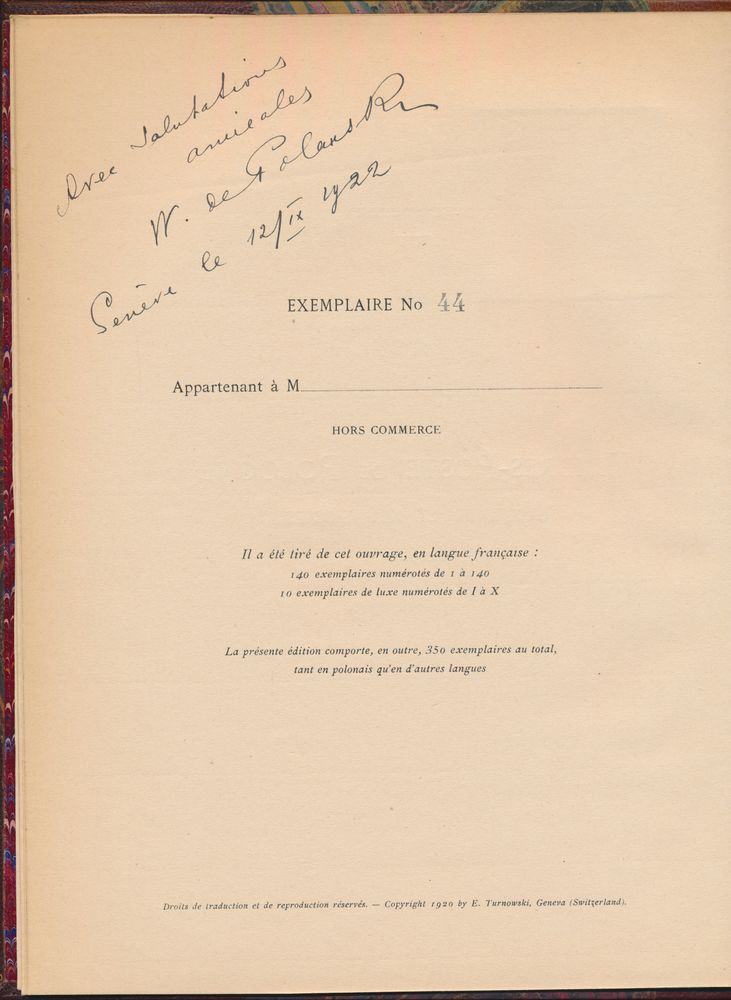 Avec Salutations
amicales
W. de Polanski
Genève le 12/IX 1922
EXEMPLAIRE No 44
Appartenant à M
HORS COMMERCE
Il a été tiré de cet ouvrage, en langue française :
140 exemplaires numérotés de 1 à 140
10 exemplaires de luxe numérotés de I à X
La présente édition comporte, en outre, 350 exemplaires au total,
tant en polonais qu'en d'autres langues
Droits de traduction et de reproduction réservés. — Copyright 1920 by E. Turnowski, Geneva (Switzerland).